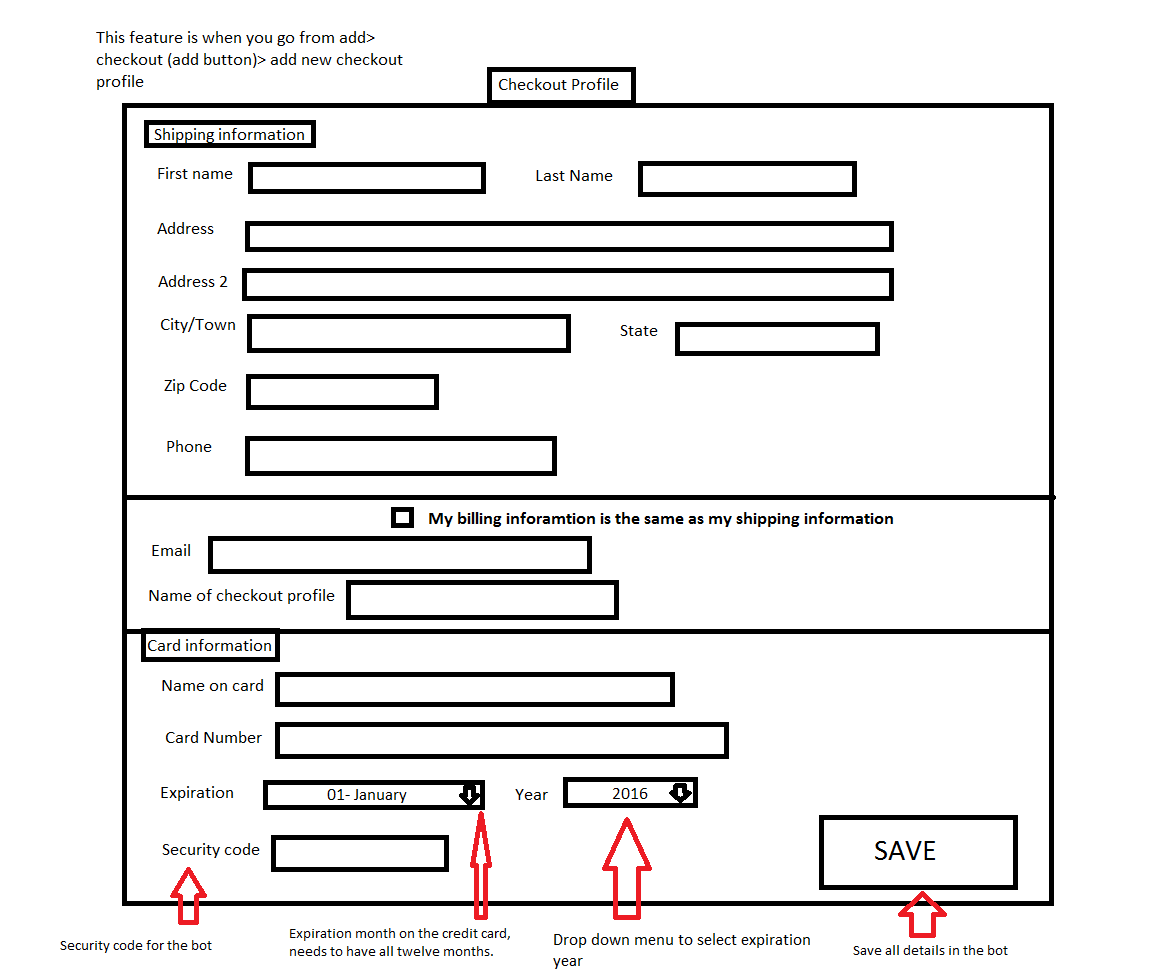 This feature is when you go from add>
checkout (add button)> add new checkout
profile
Checkout Profile
Shipping information
First name
Last Name
Address
Address 2
City/Town
State
Zip Code
Phone
My billing inforamtion is the same as my shipping information
Email
Name of checkout profile
Card information
Name on card
Card Number
Expiration
01- January
Year
2016
Security code
SAVE
Security code for the bot
Expiration month on the credit card,
needs to have all twelve months.
Drop down menu to select expiration
year
Save all details in the bot